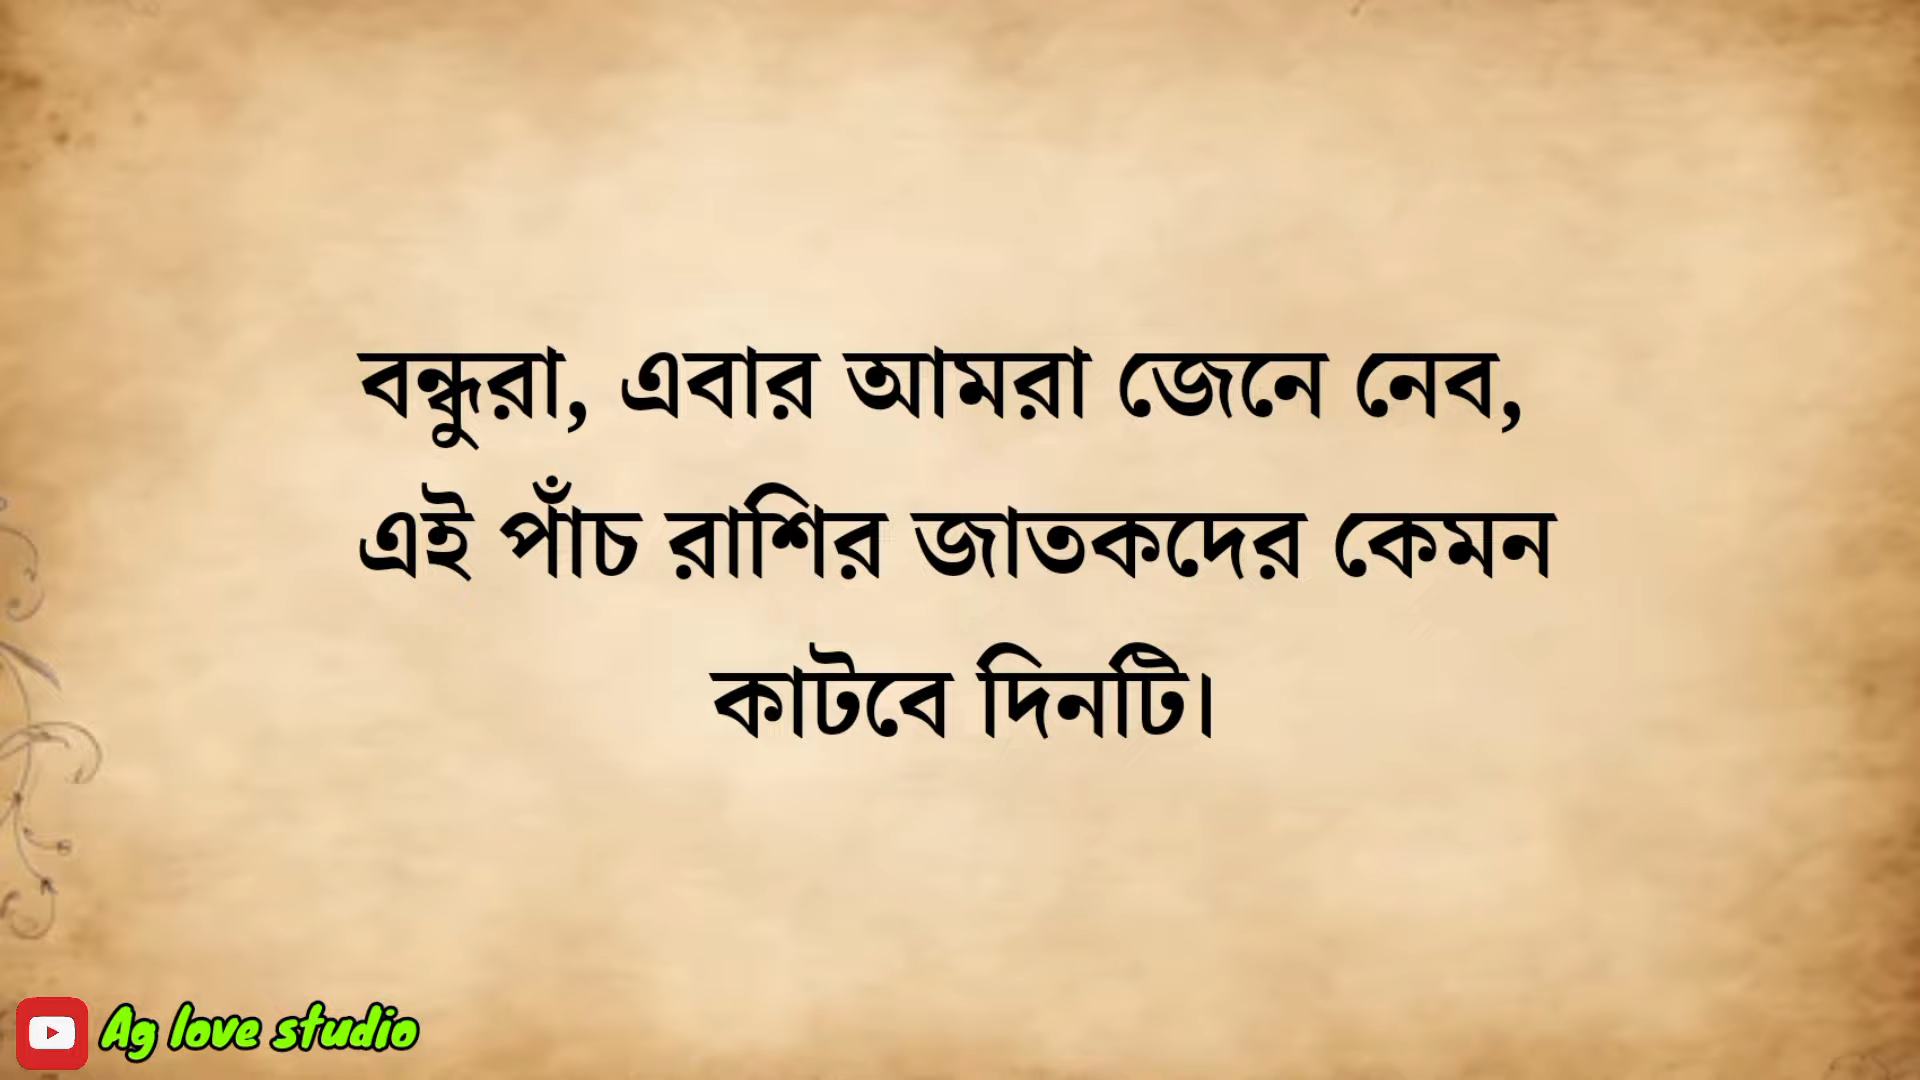 বন্ধুরা, এবার আমরা জেনে নেব,
এই পাঁচ রাশির জাতকদের কেমন
কাটবে দিনটি।
Ag love studio